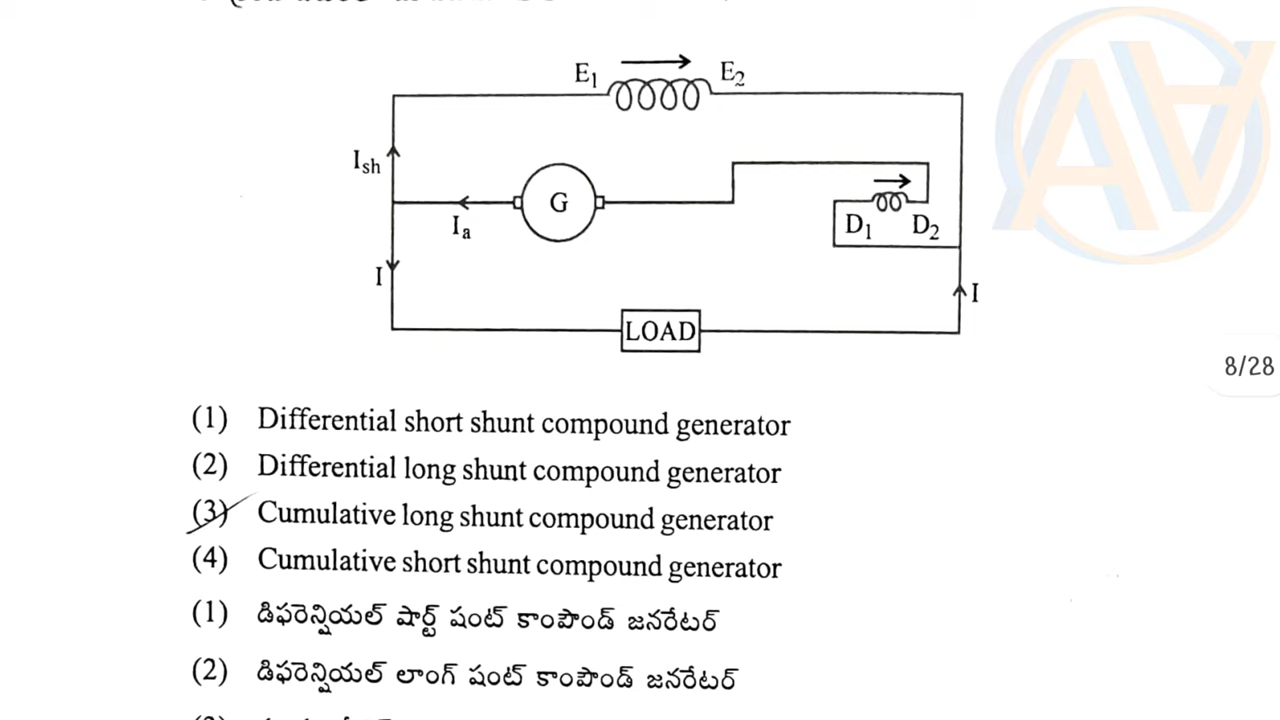 E1 E2
Ish
G
Ia
D1 D2
I
I
LOAD
8/28
(1) Differential short shunt compound generator
(2) Differential long shunt compound generator
(3) Cumulative long shunt compound generator
(4) Cumulative short shunt compound generator
(1) డిఫరెన్షియల్ షార్ట్ షంట్ కాంపౌండ్ జనరేటర్
(2) డిఫరెన్షియల్ లాంగ్ షంట్ కాంపౌండ్ జనరేటర్